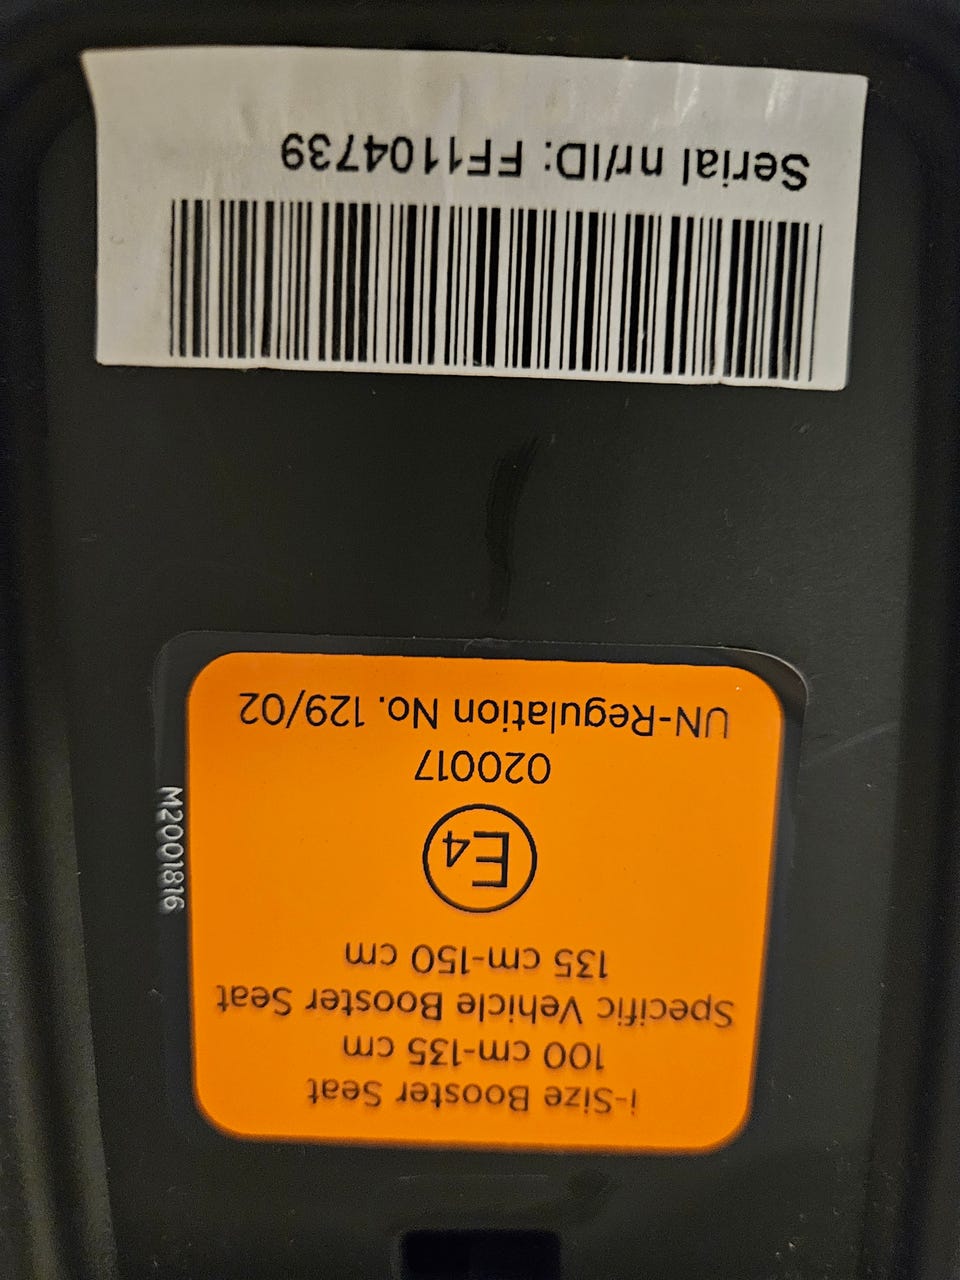 i-Size Booster Seat
100 cm-135 cm
Specific Vehicle Booster Seat
135 cm-150 cm
E4
020017
UN-Regulation No. 129/02
M2001816
Serial nr/ID: FF1104739